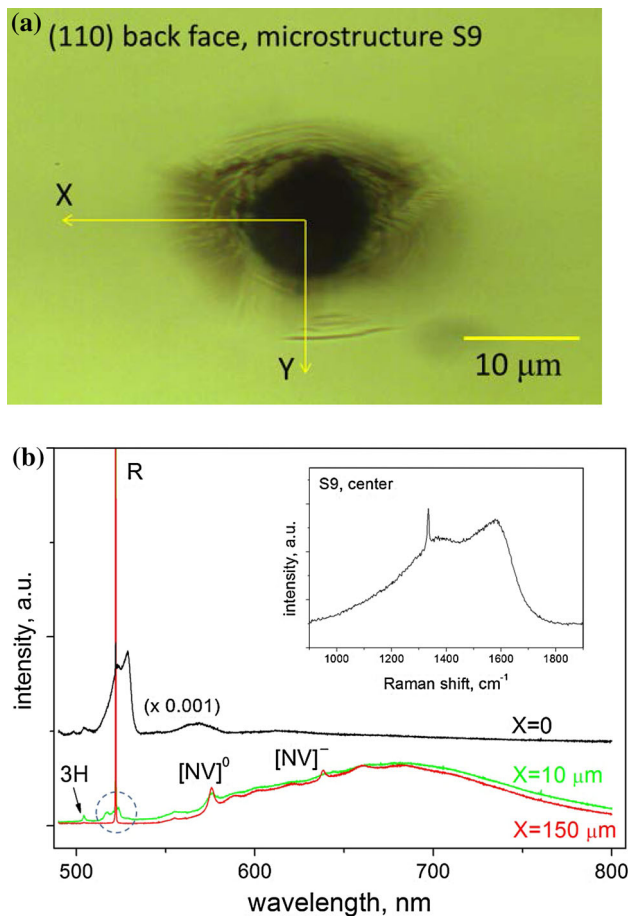 (a) (110) back face, microstructure S9
X
Y
10 μm
(b)
R
S9, center
intensity, a.u.
1000 1200 1400 1600 1800
Raman shift, cm⁻¹
(x 0.001)
X=0
3H
[NV]⁰
[NV]⁻
X=10 μm
X=150 μm
intensity, a.u.
500 600 700 800
wavelength, nm